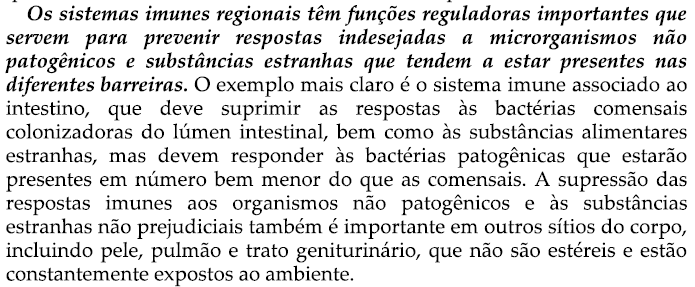 Os sistemas imunes regionais têm funções reguladoras importantes que
servem para prevenir respostas indesejadas a microrganismos não
patogênicos e substâncias estranhas que tendem a estar presentes nas
diferentes barreiras. O exemplo mais claro é o sistema imune associado ao
intestino, que deve suprimir as respostas às bactérias comensais
colonizadoras do lúmen intestinal, bem como às substâncias alimentares
estranhas, mas devem responder às bactérias patogênicas que estarão
presentes em número bem menor do que as comensais. A supressão das
respostas imunes aos organismos não patogênicos e às substâncias
estranhas não prejudiciais também é importante em outros sítios do corpo,
incluindo pele, pulmão e trato geniturinário, que não são estéreis e estão
constantemente expostos ao ambiente.